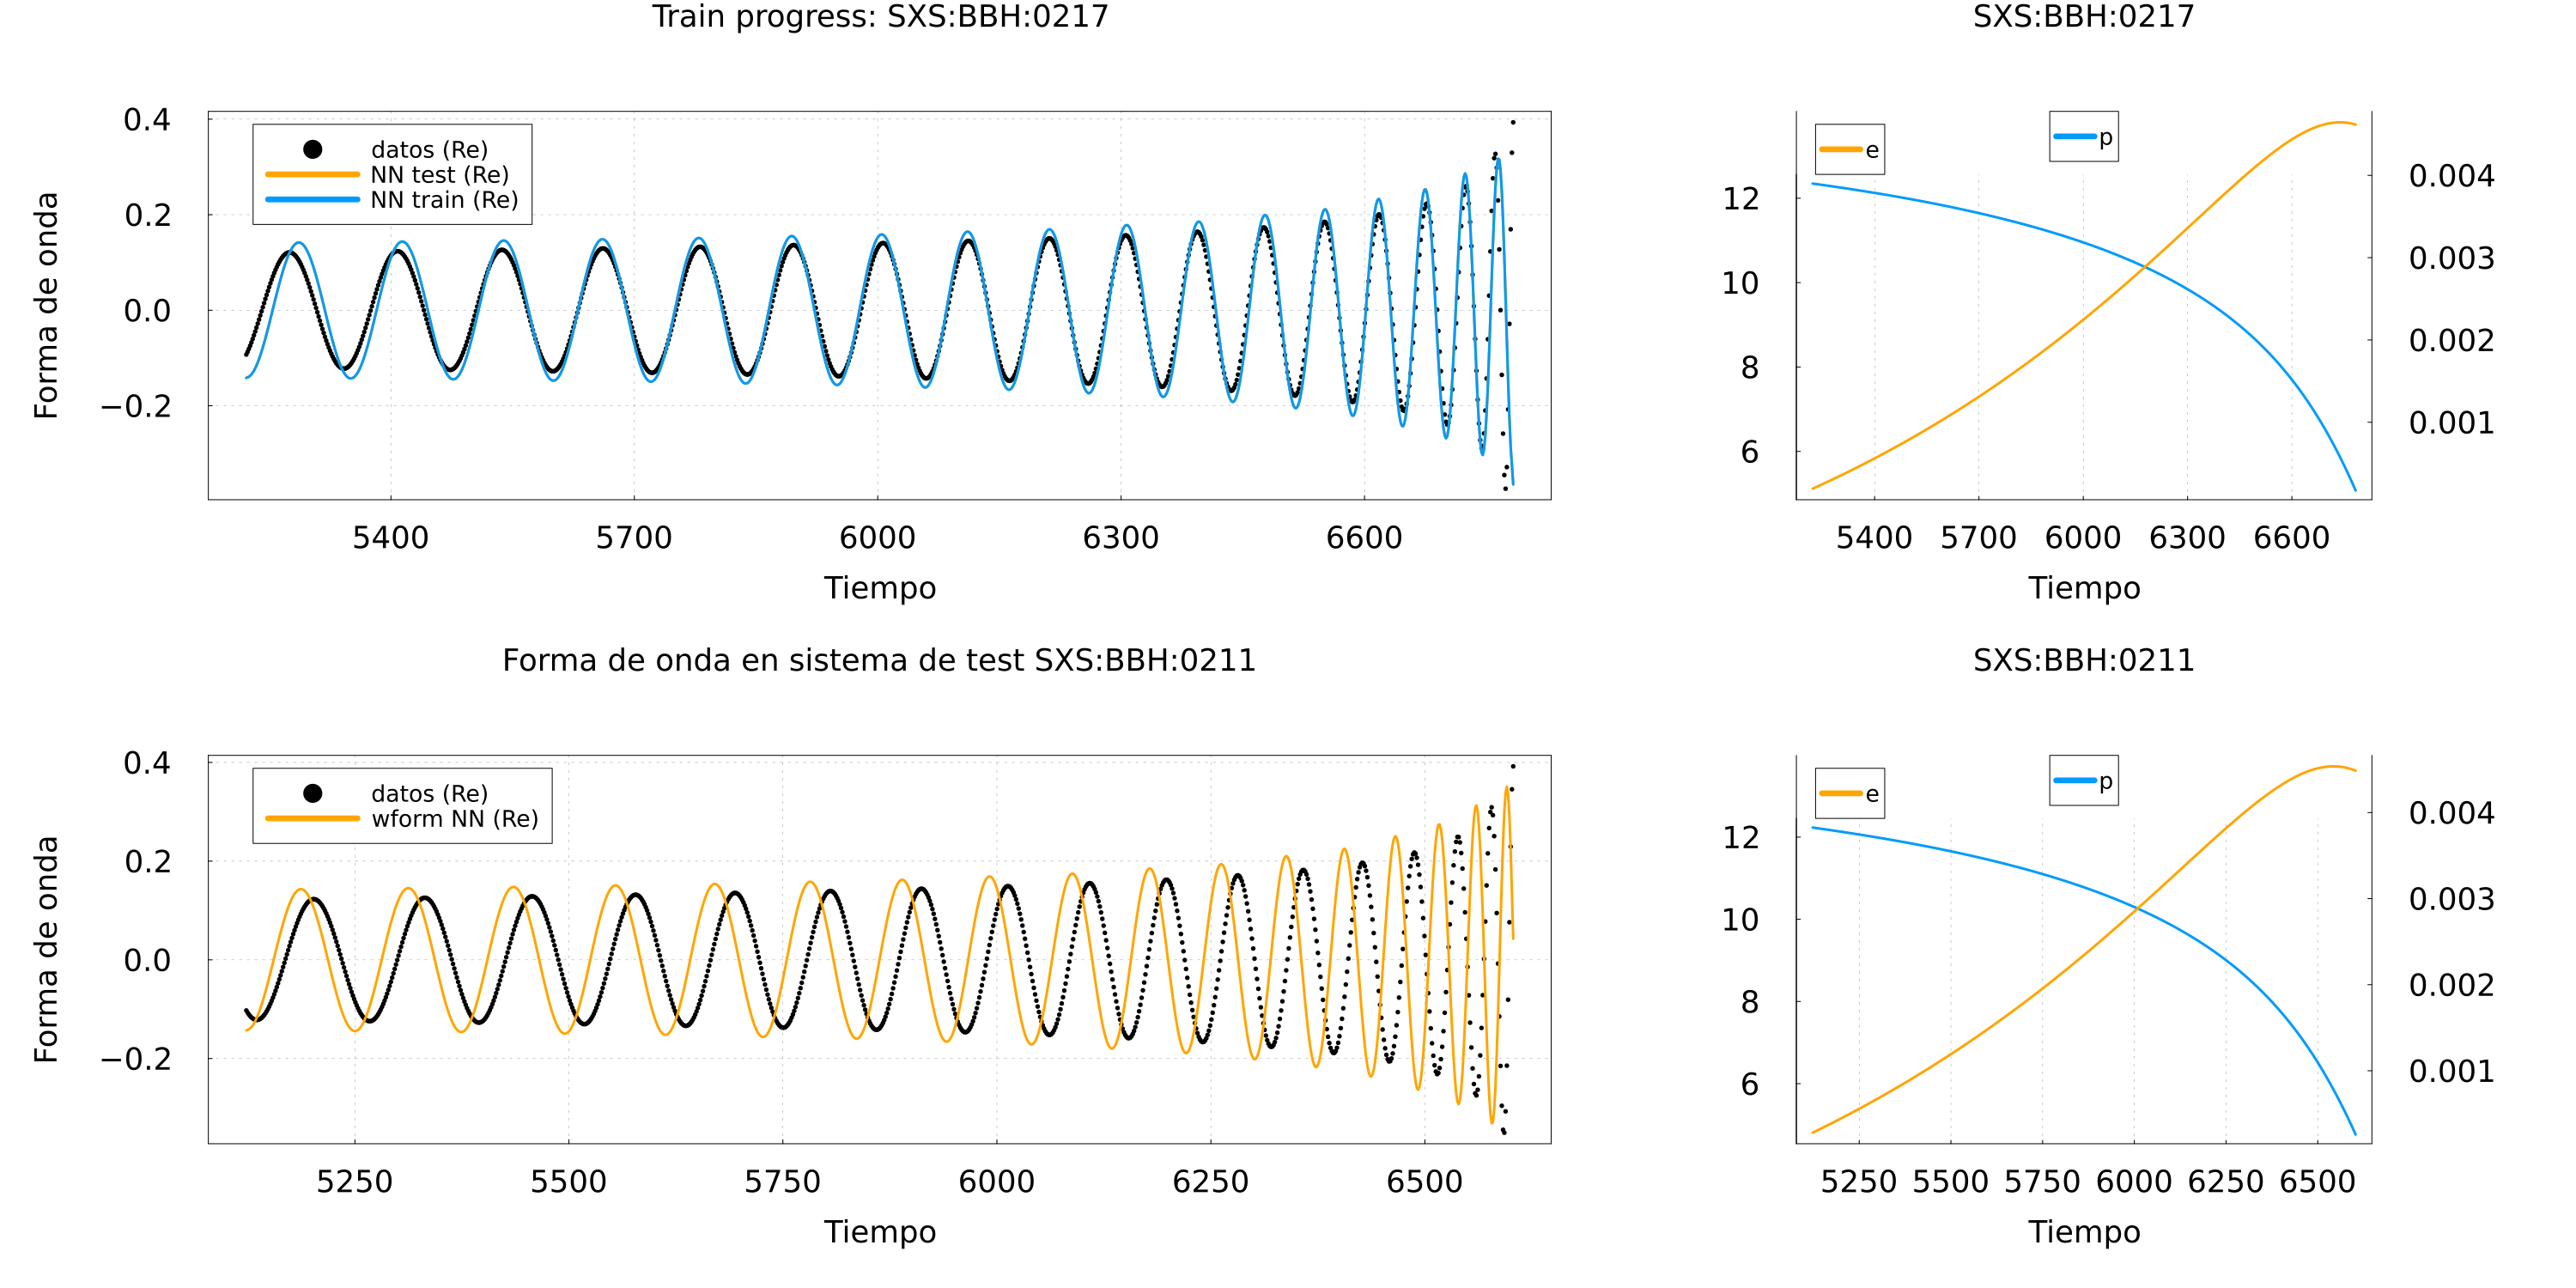 Train progress: SXS:BBH:0217
Forma de onda
0.4
0.2
0.0
−0.2
datos (Re)
NN test (Re)
NN train (Re)
5400 5700 6000 6300 6600
Tiempo
SXS:BBH:0217
12
10
8
6
e
p
0.004
0.003
0.002
0.001
5400 5700 6000 6300 6600
Tiempo
Forma de onda en sistema de test SXS:BBH:0211
Forma de onda
0.4
0.2
0.0
−0.2
datos (Re)
wform NN (Re)
5250 5500 5750 6000 6250 6500
Tiempo
SXS:BBH:0211
12
10
8
6
e
p
0.004
0.003
0.002
0.001
5250 5500 5750 6000 6250 6500
Tiempo